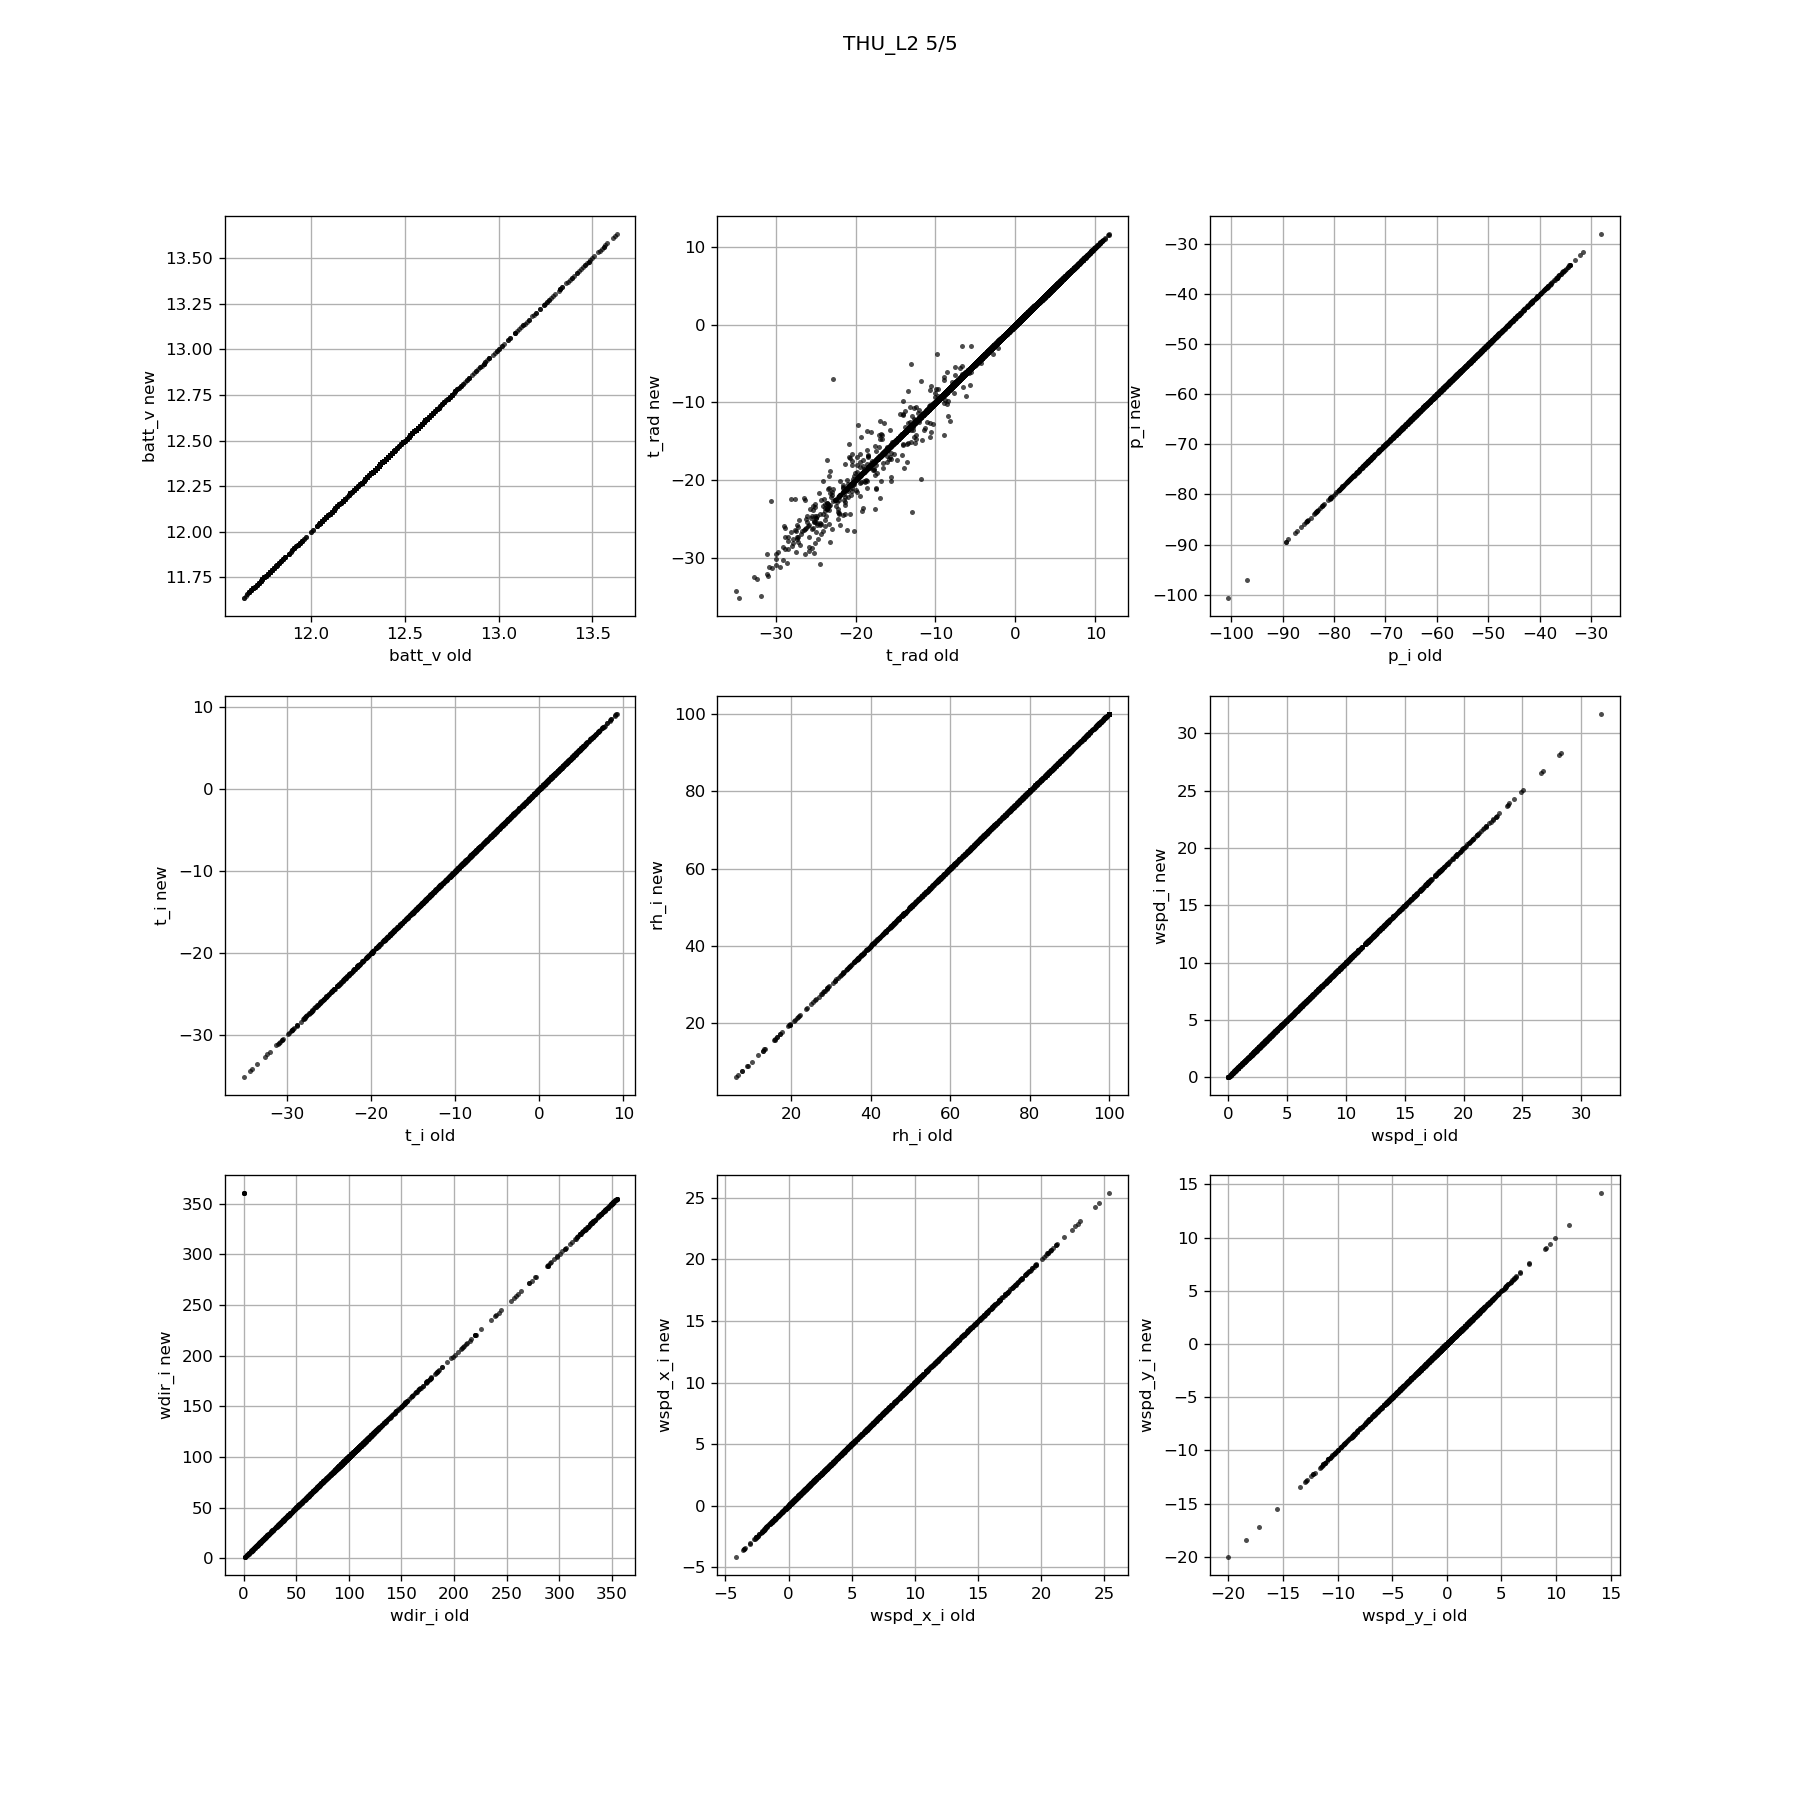 THU_L2 5/5
batt_v new
13.50
13.25
13.00
12.75
12.50
12.25
12.00
11.75
12.0 12.5 13.0 13.5
batt_v old
t_rad new
10
0
−10
−20
−30
−30 −20 −10 0 10
t_rad old
p_i new
−30
−40
−50
−60
−70
−80
−90
−100
−100 −90 −80 −70 −60 −50 −40 −30
p_i old
t_i new
10
0
−10
−20
−30
−30 −20 −10 0 10
t_i old
rh_i new
100
80
60
40
20
20 40 60 80 100
rh_i old
wspd_i new
30
25
20
15
10
5
0
0 5 10 15 20 25 30
wspd_i old
wdir_i new
350
300
250
200
150
100
50
0
0 50 100 150 200 250 300 350
wdir_i old
wspd_x_i new
25
20
15
10
5
0
−5
−5 0 5 10 15 20 25
wspd_x_i old
wspd_y_i new
15
10
5
0
−5
−10
−15
−20
−20 −15 −10 −5 0 5 10 15
wspd_y_i old